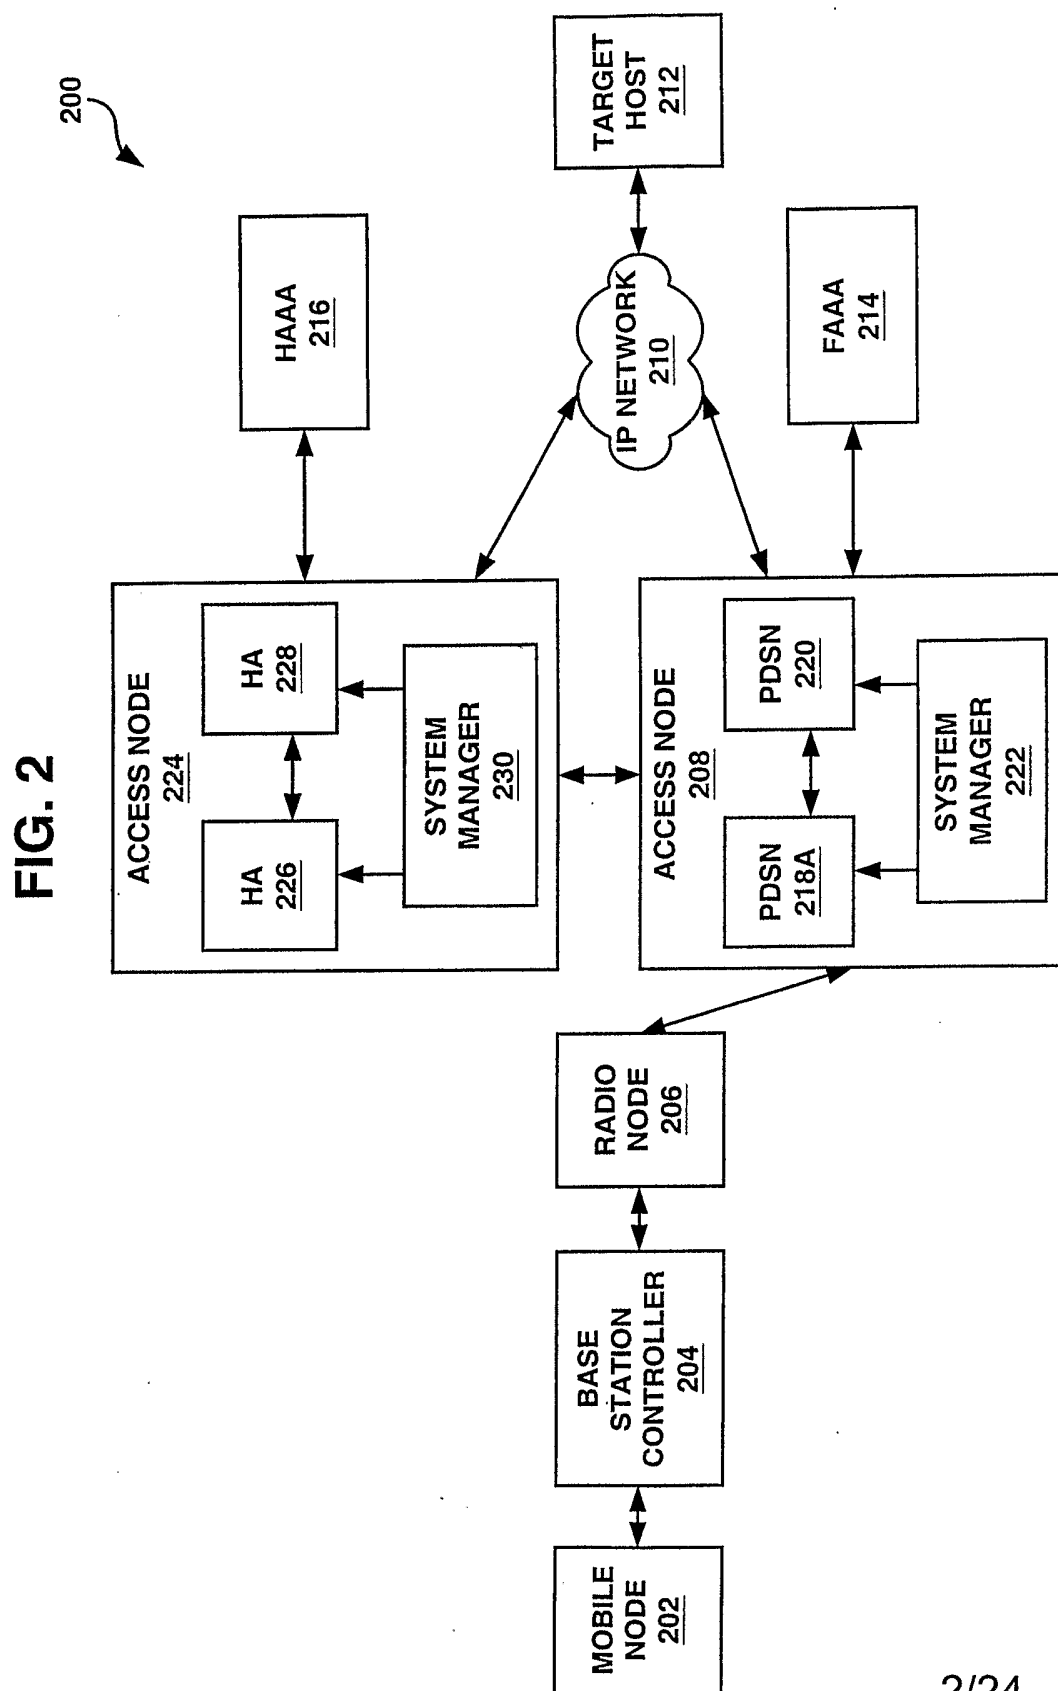 FIG. 2
200
ACCESS NODE
224
HA
226
HA
228
SYSTEM
MANAGER
230
HAAA
216
MOBILE
NODE
202
BASE
STATION
CONTROLLER
204
RADIO
NODE
206
IP NETWORK
210
TARGET
HOST
212
ACCESS NODE
208
PDSN
218A
PDSN
220
SYSTEM
MANAGER
222
FAAA
214
2/24